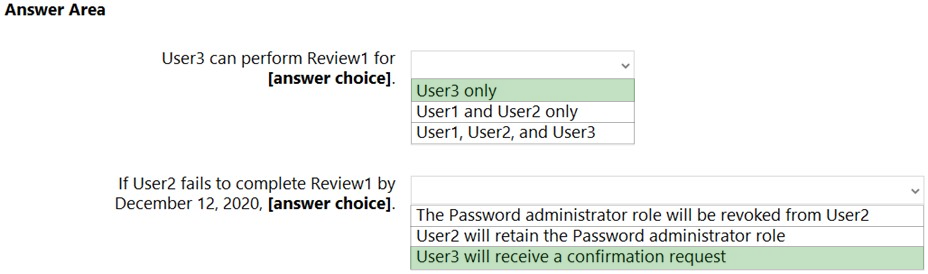 Answer Area
User3 can perform Review1 for
[answer choice].
User3 only
User1 and User2 only
User1, User2, and User3
If User2 fails to complete Review1 by
December 12, 2020, [answer choice].
The Password administrator role will be revoked from User2
User2 will retain the Password administrator role
User3 will receive a confirmation request